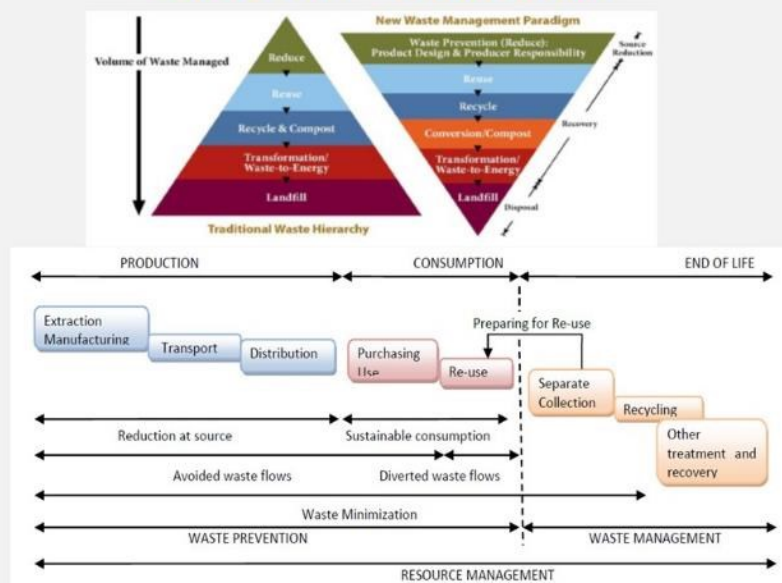 New Waste Management Paradigm
Volume of Waste Managed
Reduce
Reuse
Recycle & Compost
Transformation/
Waste-to-Energy
Landfill
Traditional Waste Hierarchy
Waste Prevention (Reduce):
Product Design & Producer Responsibility
Reuse
Recycle
Conversion/Compost
Transformation/
Waste-to-Energy
Landfill
Source
Reduction
Recovery
Disposal
PRODUCTION
CONSUMPTION
END OF LIFE
Extraction
Manufacturing
Transport
Distribution
Purchasing
Use
Re-use
Preparing for Re-use
Separate
Collection
Recycling
Other
treatment and
recovery
Reduction at source
Sustainable consumption
Avoided waste flows
Diverted waste flows
Waste Minimization
WASTE PREVENTION
WASTE MANAGEMENT
RESOURCE MANAGEMENT